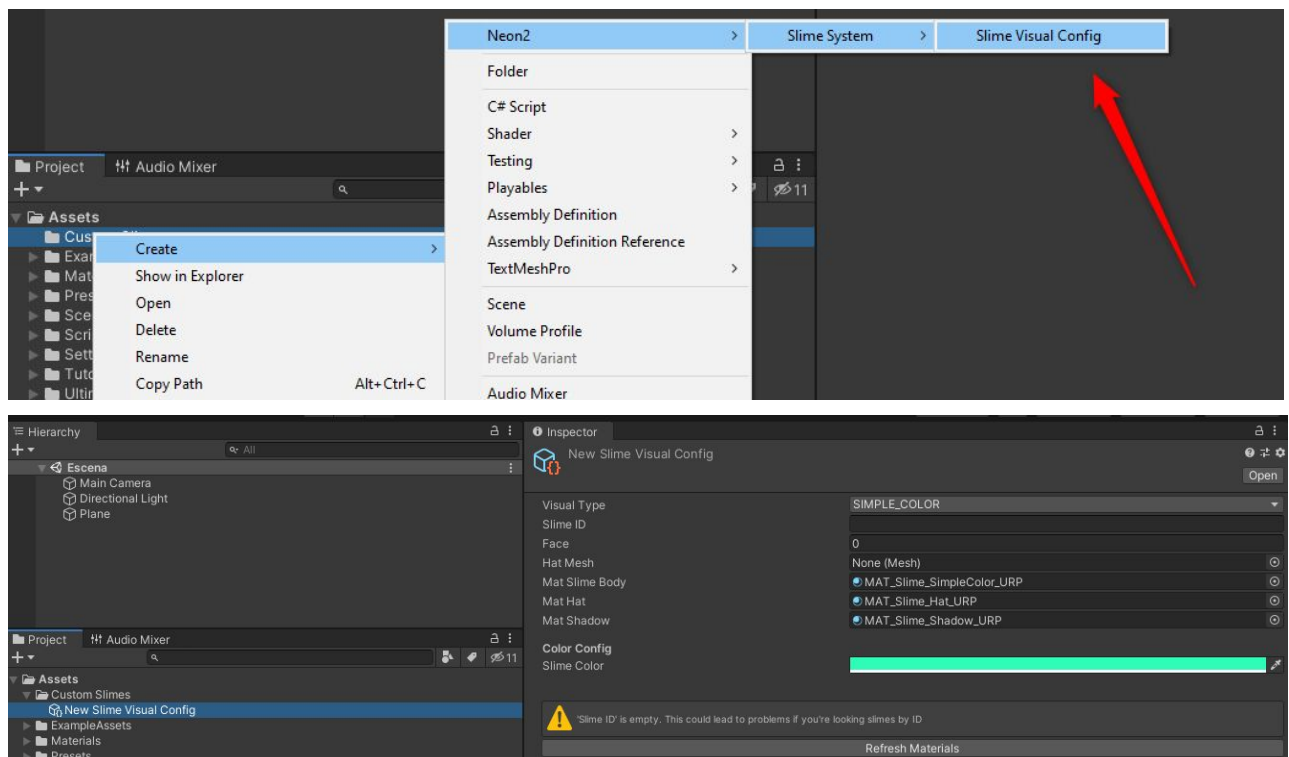 Neon2 > Slime System > Slime Visual Config
Folder
C# Script
Shader >
Testing >
Playables >
Assembly Definition
Assembly Definition Reference
TextMeshPro >
Scene
Volume Profile
Prefab Variant
Audio Mixer
Project Audio Mixer
11
Assets
Create >
Show in Explorer
Open
Delete
Rename
Copy Path Alt+Ctrl+C
Hierarchy
All
Escena
Main Camera
Directional Light
Plane
Project Audio Mixer
11
Assets
Custom Slimes
New Slime Visual Config
ExampleAssets
Materials
Presets
Inspector
New Slime Visual Config
Open
Visual Type SIMPLE_COLOR
Slime ID
Face 0
Hat Mesh None (Mesh)
Mat Slime Body MAT_Slime_SimpleColor_URP
Mat Hat MAT_Slime_Hat_URP
Mat Shadow MAT_Slime_Shadow_URP
Color Config
Slime Color
'Slime ID' is empty. This could lead to problems if you're looking slimes by ID
Refresh Materials